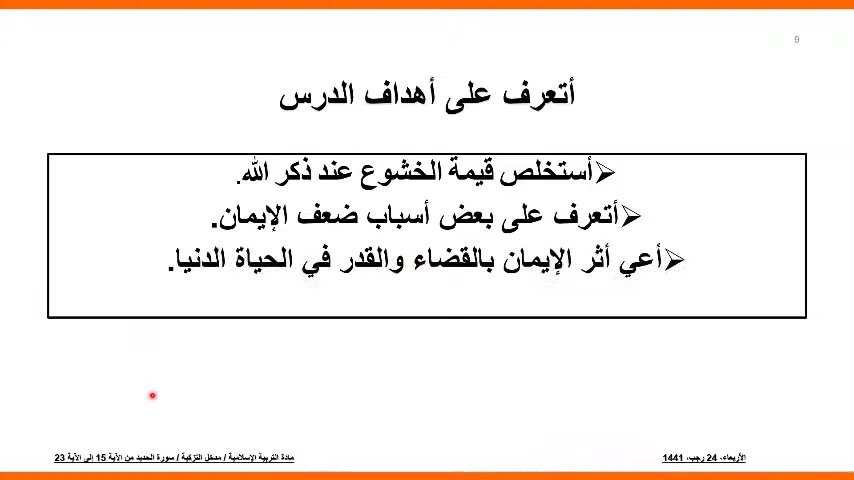 9
أتعرف على أهداف الدرس
أستخلص قيمة الخشوع عند ذكر الله.
أتعرف على بعض أسباب ضعف الإيمان.
أعي أثر الإيمان بالقضاء والقدر في الحياة الدنيا.
الأربعاء، 24 رجب، 1441
مادة التربية الإسلامية / مدخل التزكية / سورة الحديد من الآية 15 إلى الآية 23